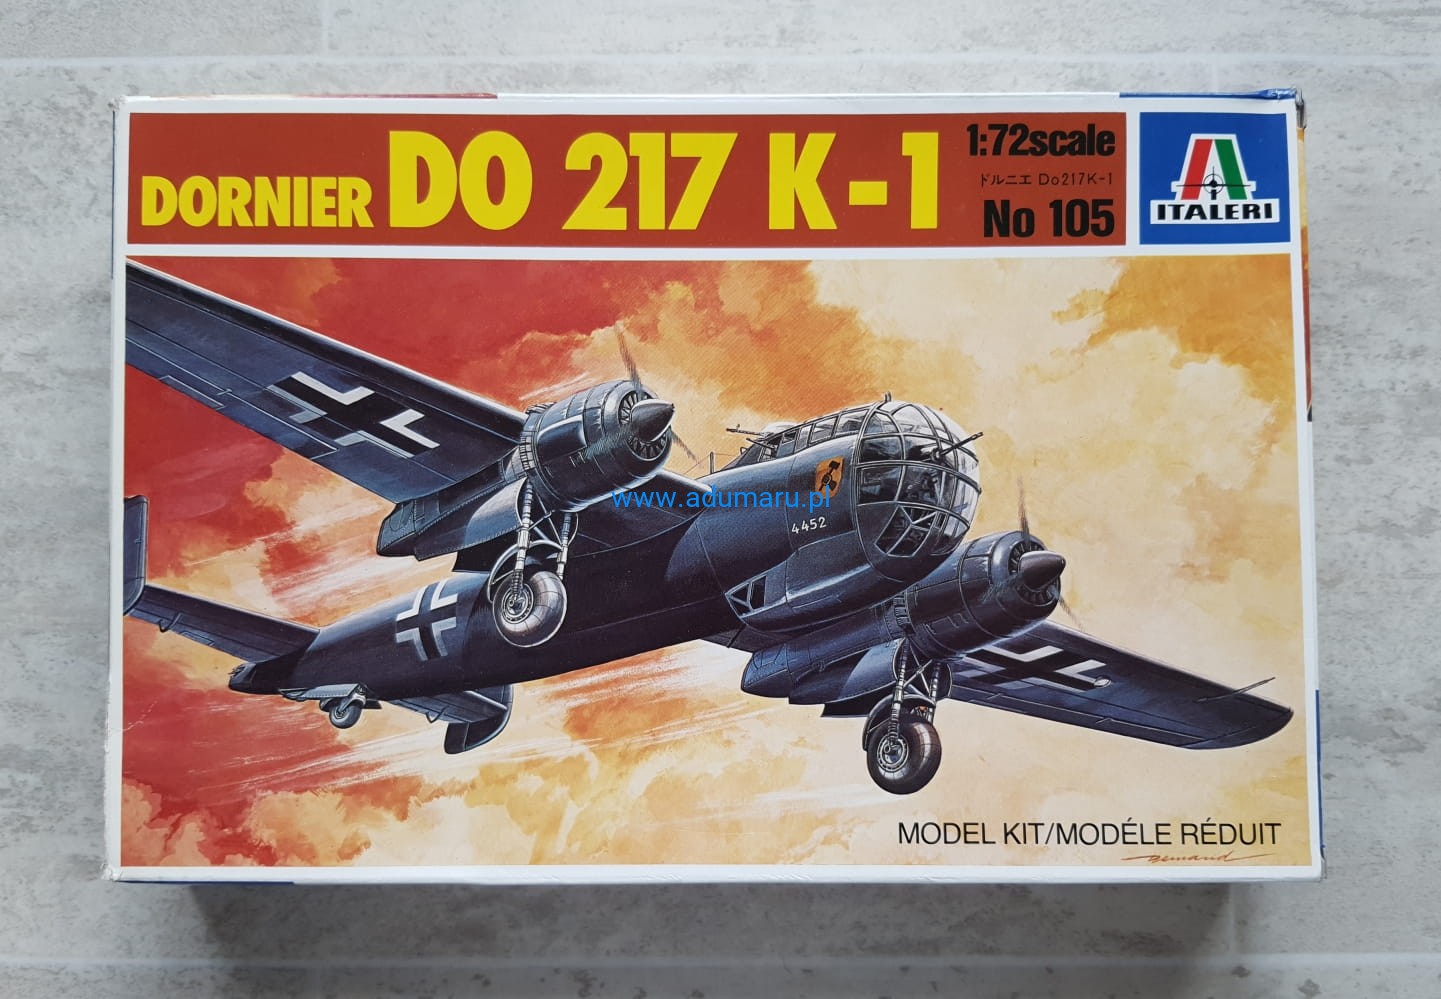 DORNIER DO 217 K-1
1:72scale
ドルニエ Do217K-1
No 105
ITALERI
www.adumaru.pl
4452
MODEL KIT/MODÉLE RÉDUIT